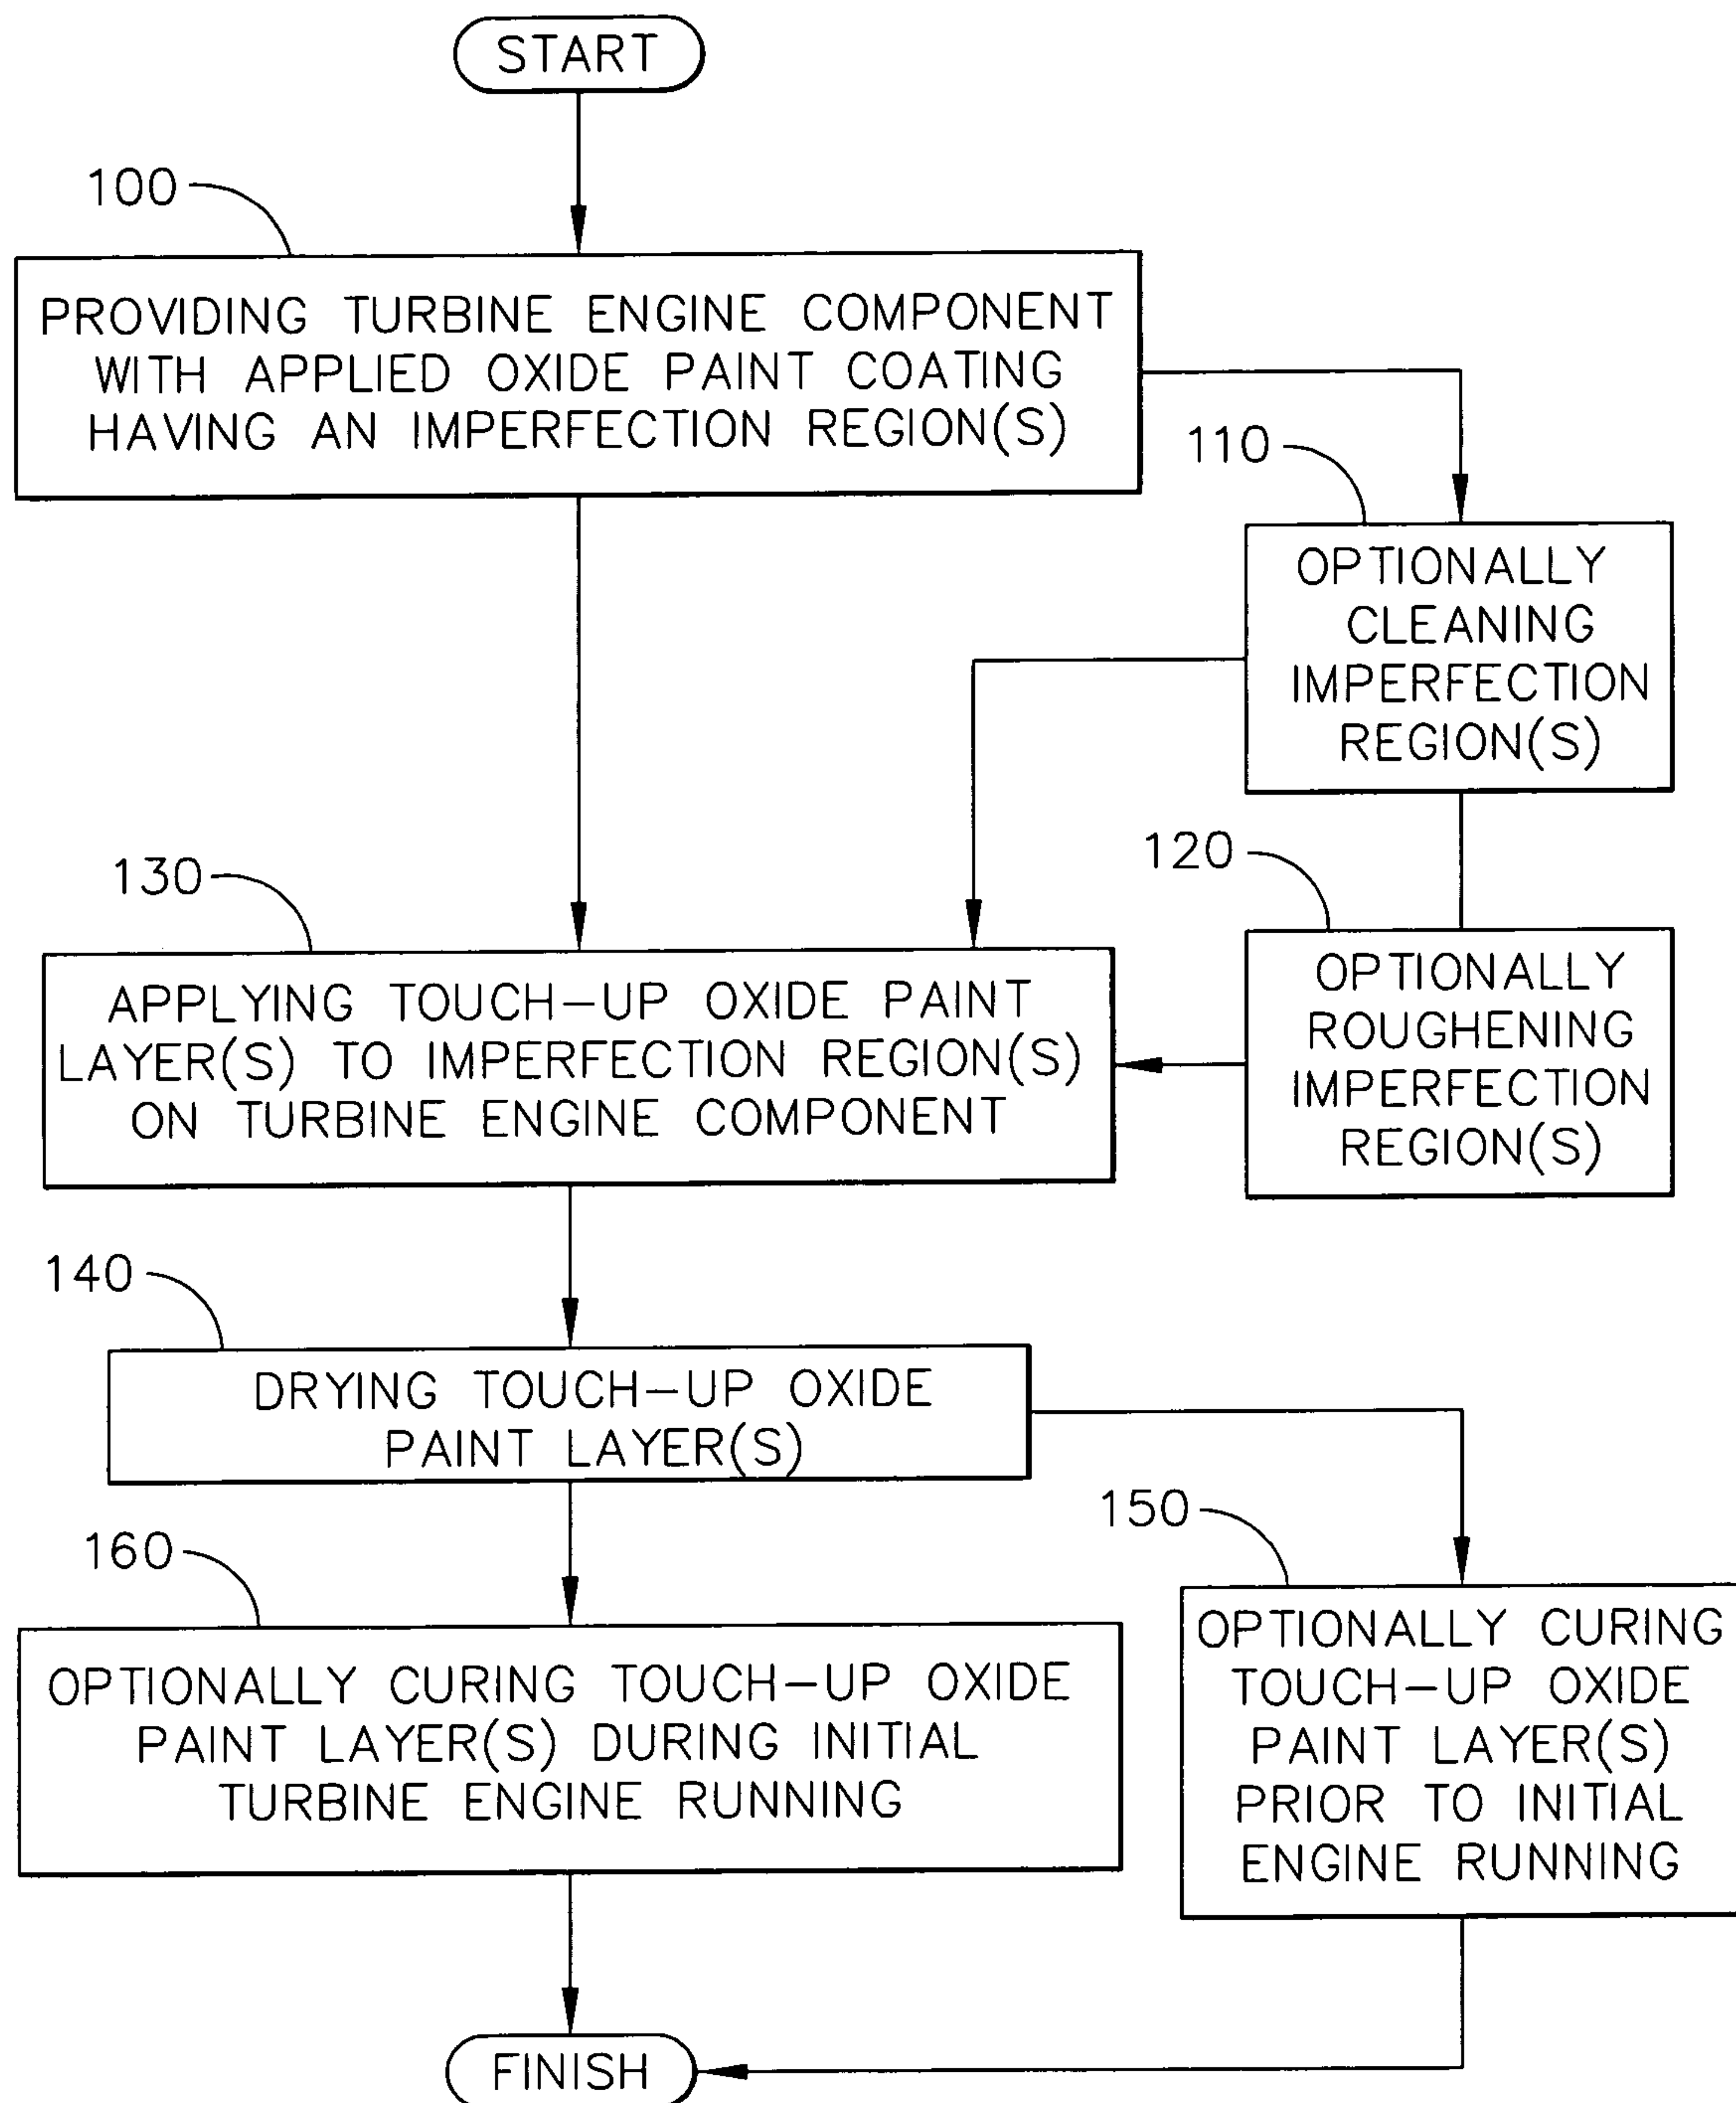 START
100
PROVIDING TURBINE ENGINE COMPONENT
WITH APPLIED OXIDE PAINT COATING
HAVING AN IMPERFECTION REGION(S)
110
OPTIONALLY
CLEANING
IMPERFECTION
REGION(S)
120
OPTIONALLY
ROUGHENING
IMPERFECTION
REGION(S)
130
APPLYING TOUCH-UP OXIDE PAINT
LAYER(S) TO IMPERFECTION REGION(S)
ON TURBINE ENGINE COMPONENT
140
DRYING TOUCH-UP OXIDE
PAINT LAYER(S)
150
OPTIONALLY CURING
TOUCH-UP OXIDE
PAINT LAYER(S)
PRIOR TO INITIAL
ENGINE RUNNING
160
OPTIONALLY CURING TOUCH-UP OXIDE
PAINT LAYER(S) DURING INITIAL
TURBINE ENGINE RUNNING
FINISH